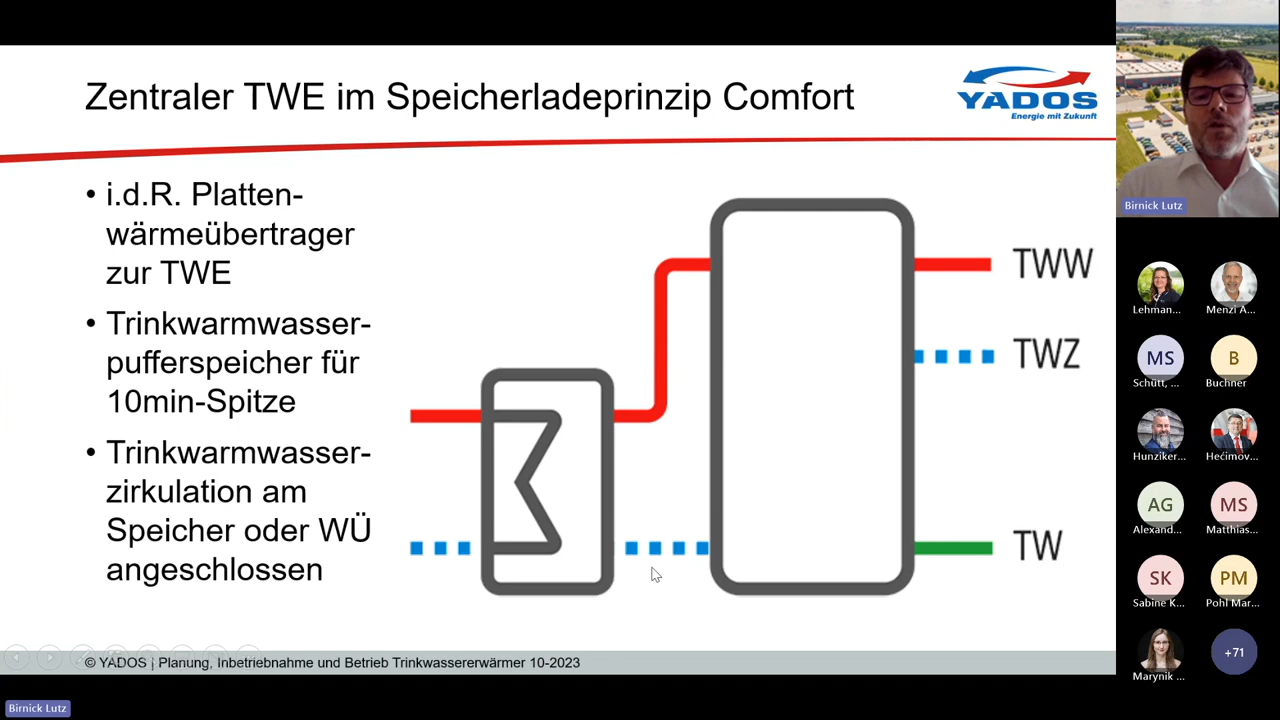 Zentraler TWE im Speicherladeprinzip Comfort
YADOS
Energie mit Zukunft
• i.d.R. Platten-
wärmeübertrager
zur TWE
• Trinkwarmwasser-
pufferspeicher für
10min-Spitze
• Trinkwarmwasser-
zirkulation am
Speicher oder WÜ
angeschlossen
TWW
TWZ
TW
© YADOS | Planung, Inbetriebnahme und Betrieb Trinkwassererwärmer 10-2023
Birnick Lutz
Birnick Lutz
Lehman...
Menzi A...
MS
B
Schütt, ...
Buchner
Hunziker...
Hećimov...
AG
MS
Alexand...
Matthias...
SK
PM
Sabine K...
Pohl Mar...
+71
Marynik ...